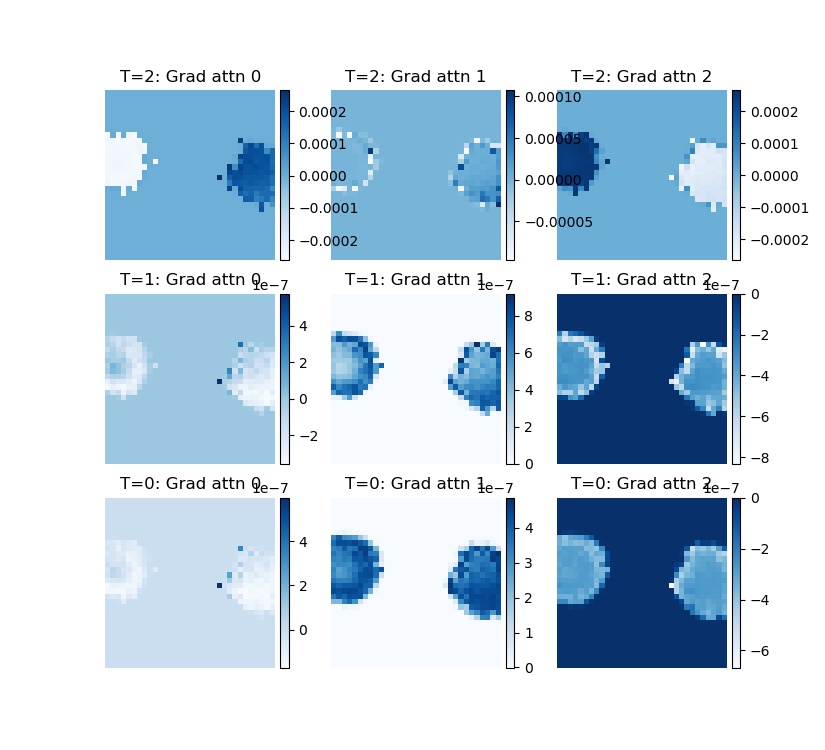 T=2: Grad attn 0
T=2: Grad attn 1
T=2: Grad attn 2
0.0002
0.0001
0.0000
−0.0001
−0.0002
0.00010
0.00005
0.00000
−0.00005
0.0002
0.0001
0.0000
−0.0001
−0.0002
T=1: Grad attn 0
T=1: Grad attn 1
T=1: Grad attn 2
1e−7
4
2
0
−2
1e−7
8
6
4
2
0
1e−7
0
−2
−4
−6
−8
T=0: Grad attn 0
T=0: Grad attn 1
T=0: Grad attn 2
1e−7
4
2
0
1e−7
4
3
2
1
0
1e−7
0
−2
−4
−6